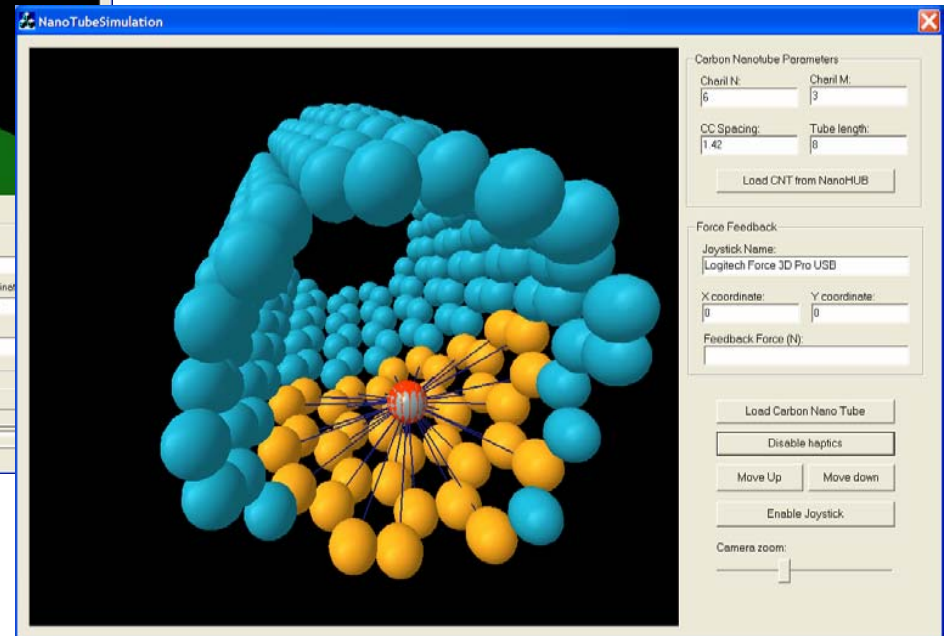 NanoTubeSimulation
Carbon Nanotube Parameters
Charil N: Charil M:
6 3
CC Spacing: Tube length:
1.42 8
Load CNT from NanoHUB
Force Feedback
Joystick Name:
Logitech Force 3D Pro USB
X coordinate: Y coordinate:
0 0
Feedback Force (N):
Load Carbon Nano Tube
Disable haptics
Move Up Move down
Enable Joystick
Camera zoom: